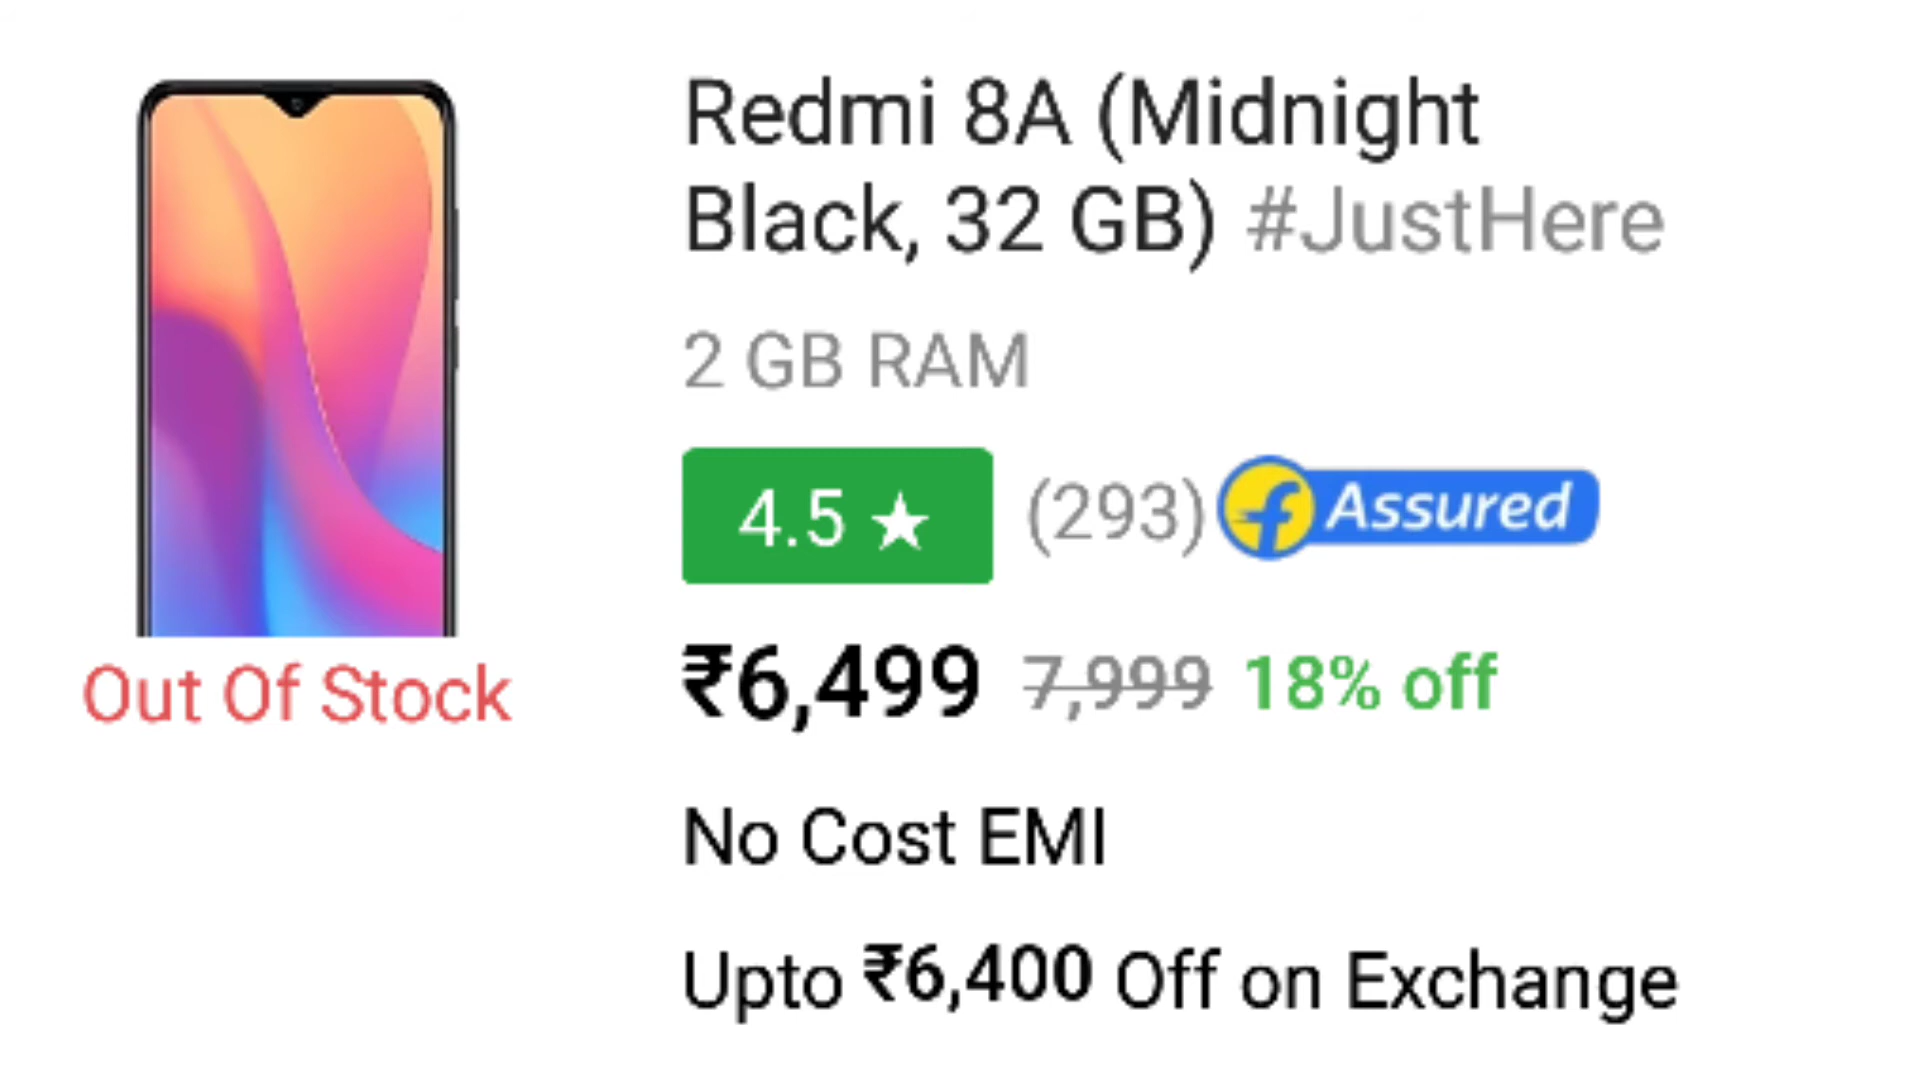 Redmi 8A (Midnight
Black, 32 GB) #JustHere
2 GB RAM
4.5 ★ (293) f Assured
₹6,499 7,999 18% off
Out Of Stock
No Cost EMI
Upto ₹6,400 Off on Exchange